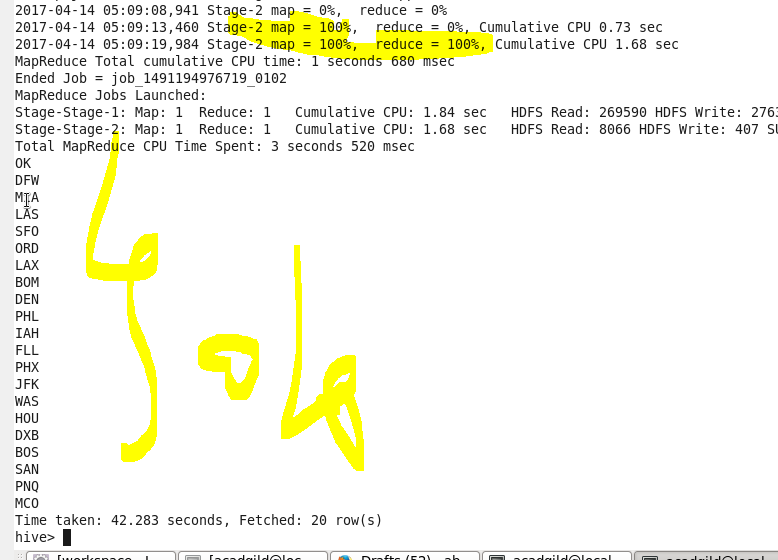 2017-04-14 05:09:08,941 Stage-2 map = 0%,  reduce = 0%
2017-04-14 05:09:13,460 Stage-2 map = 100%,  reduce = 0%, Cumulative CPU 0.73 sec
2017-04-14 05:09:19,984 Stage-2 map = 100%,  reduce = 100%, Cumulative CPU 1.68 sec
MapReduce Total cumulative CPU time: 1 seconds 680 msec
Ended Job = job_1491194976719_0102
MapReduce Jobs Launched:
Stage-Stage-1: Map: 1  Reduce: 1   Cumulative CPU: 1.84 sec   HDFS Read: 269590 HDFS Write: 2763
Stage-Stage-2: Map: 1  Reduce: 1   Cumulative CPU: 1.68 sec   HDFS Read: 8066 HDFS Write: 407 SU
Total MapReduce CPU Time Spent: 3 seconds 520 msec
OK
DFW
MIA
LAS
SFO
ORD
LAX
BOM
DEN
PHL
IAH
FLL
PHX
JFK
WAS
HOU
DXB
BOS
SAN
PNQ
MCO
Time taken: 42.283 seconds, Fetched: 20 row(s)
hive>